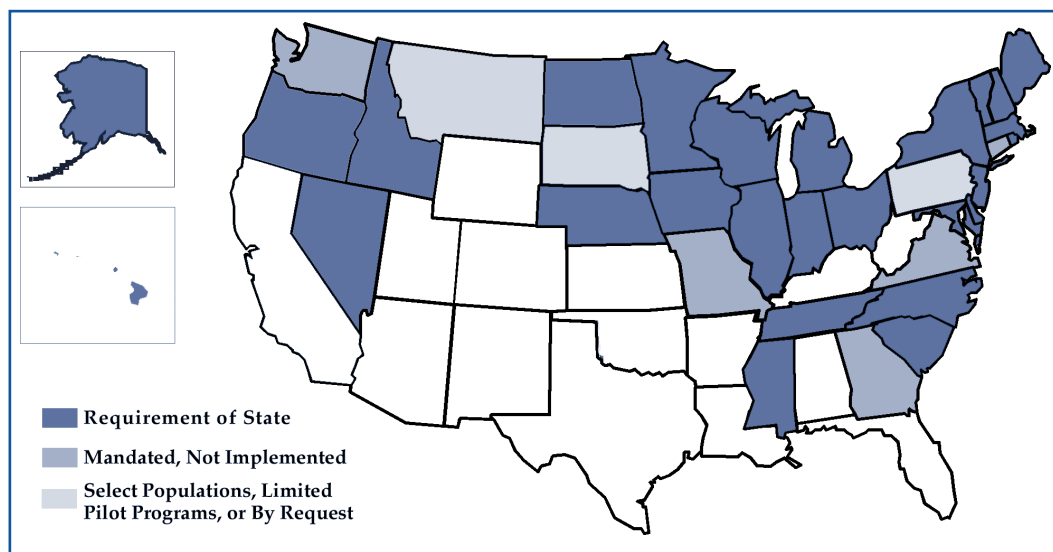 Requirement of State
Mandated, Not Implemented
Select Populations, Limited
Pilot Programs, or By Request